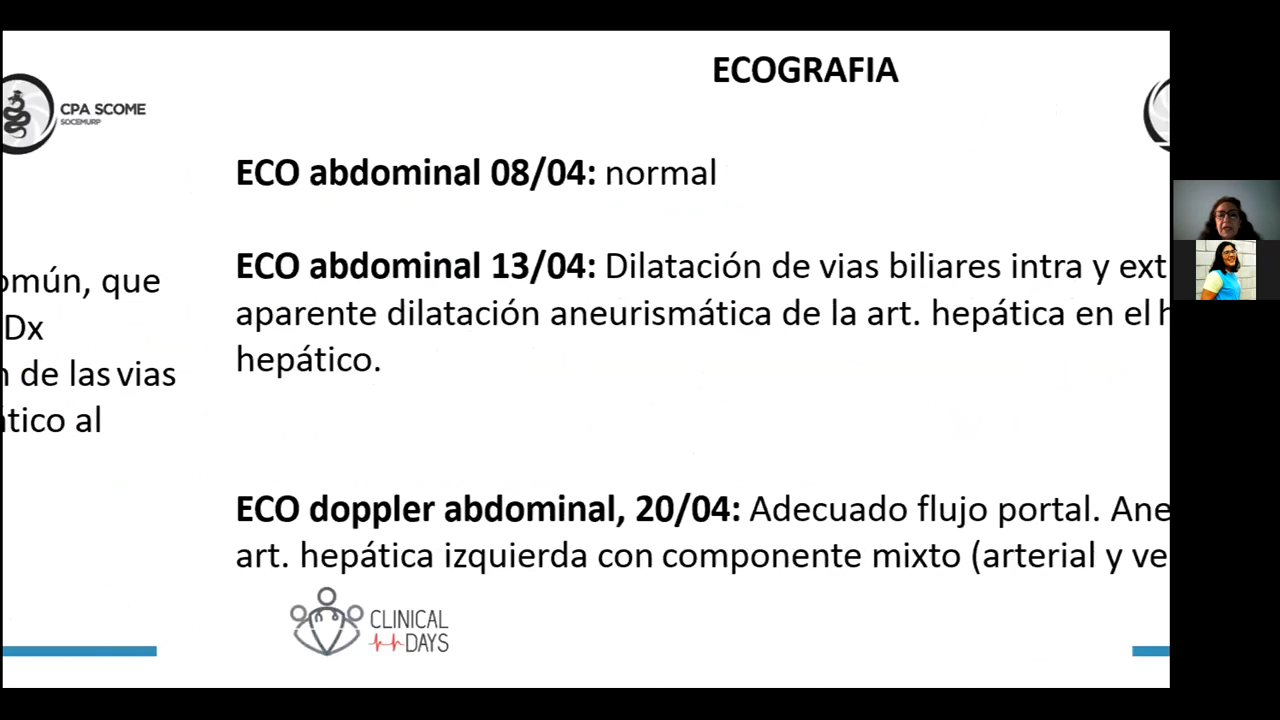 ECOGRAFIA
CPA SCOME
SOCEMURP
ECO abdominal 08/04: normal
ECO abdominal 13/04: Dilatación de vias biliares intra y ext
aparente dilatación aneurismática de la art. hepática en el h
hepático.
ECO doppler abdominal, 20/04: Adecuado flujo portal. Ane
art. hepática izquierda con componente mixto (arterial y ve
omún, que
Dx
n de las vias
ático al
CLINICAL
DAYS